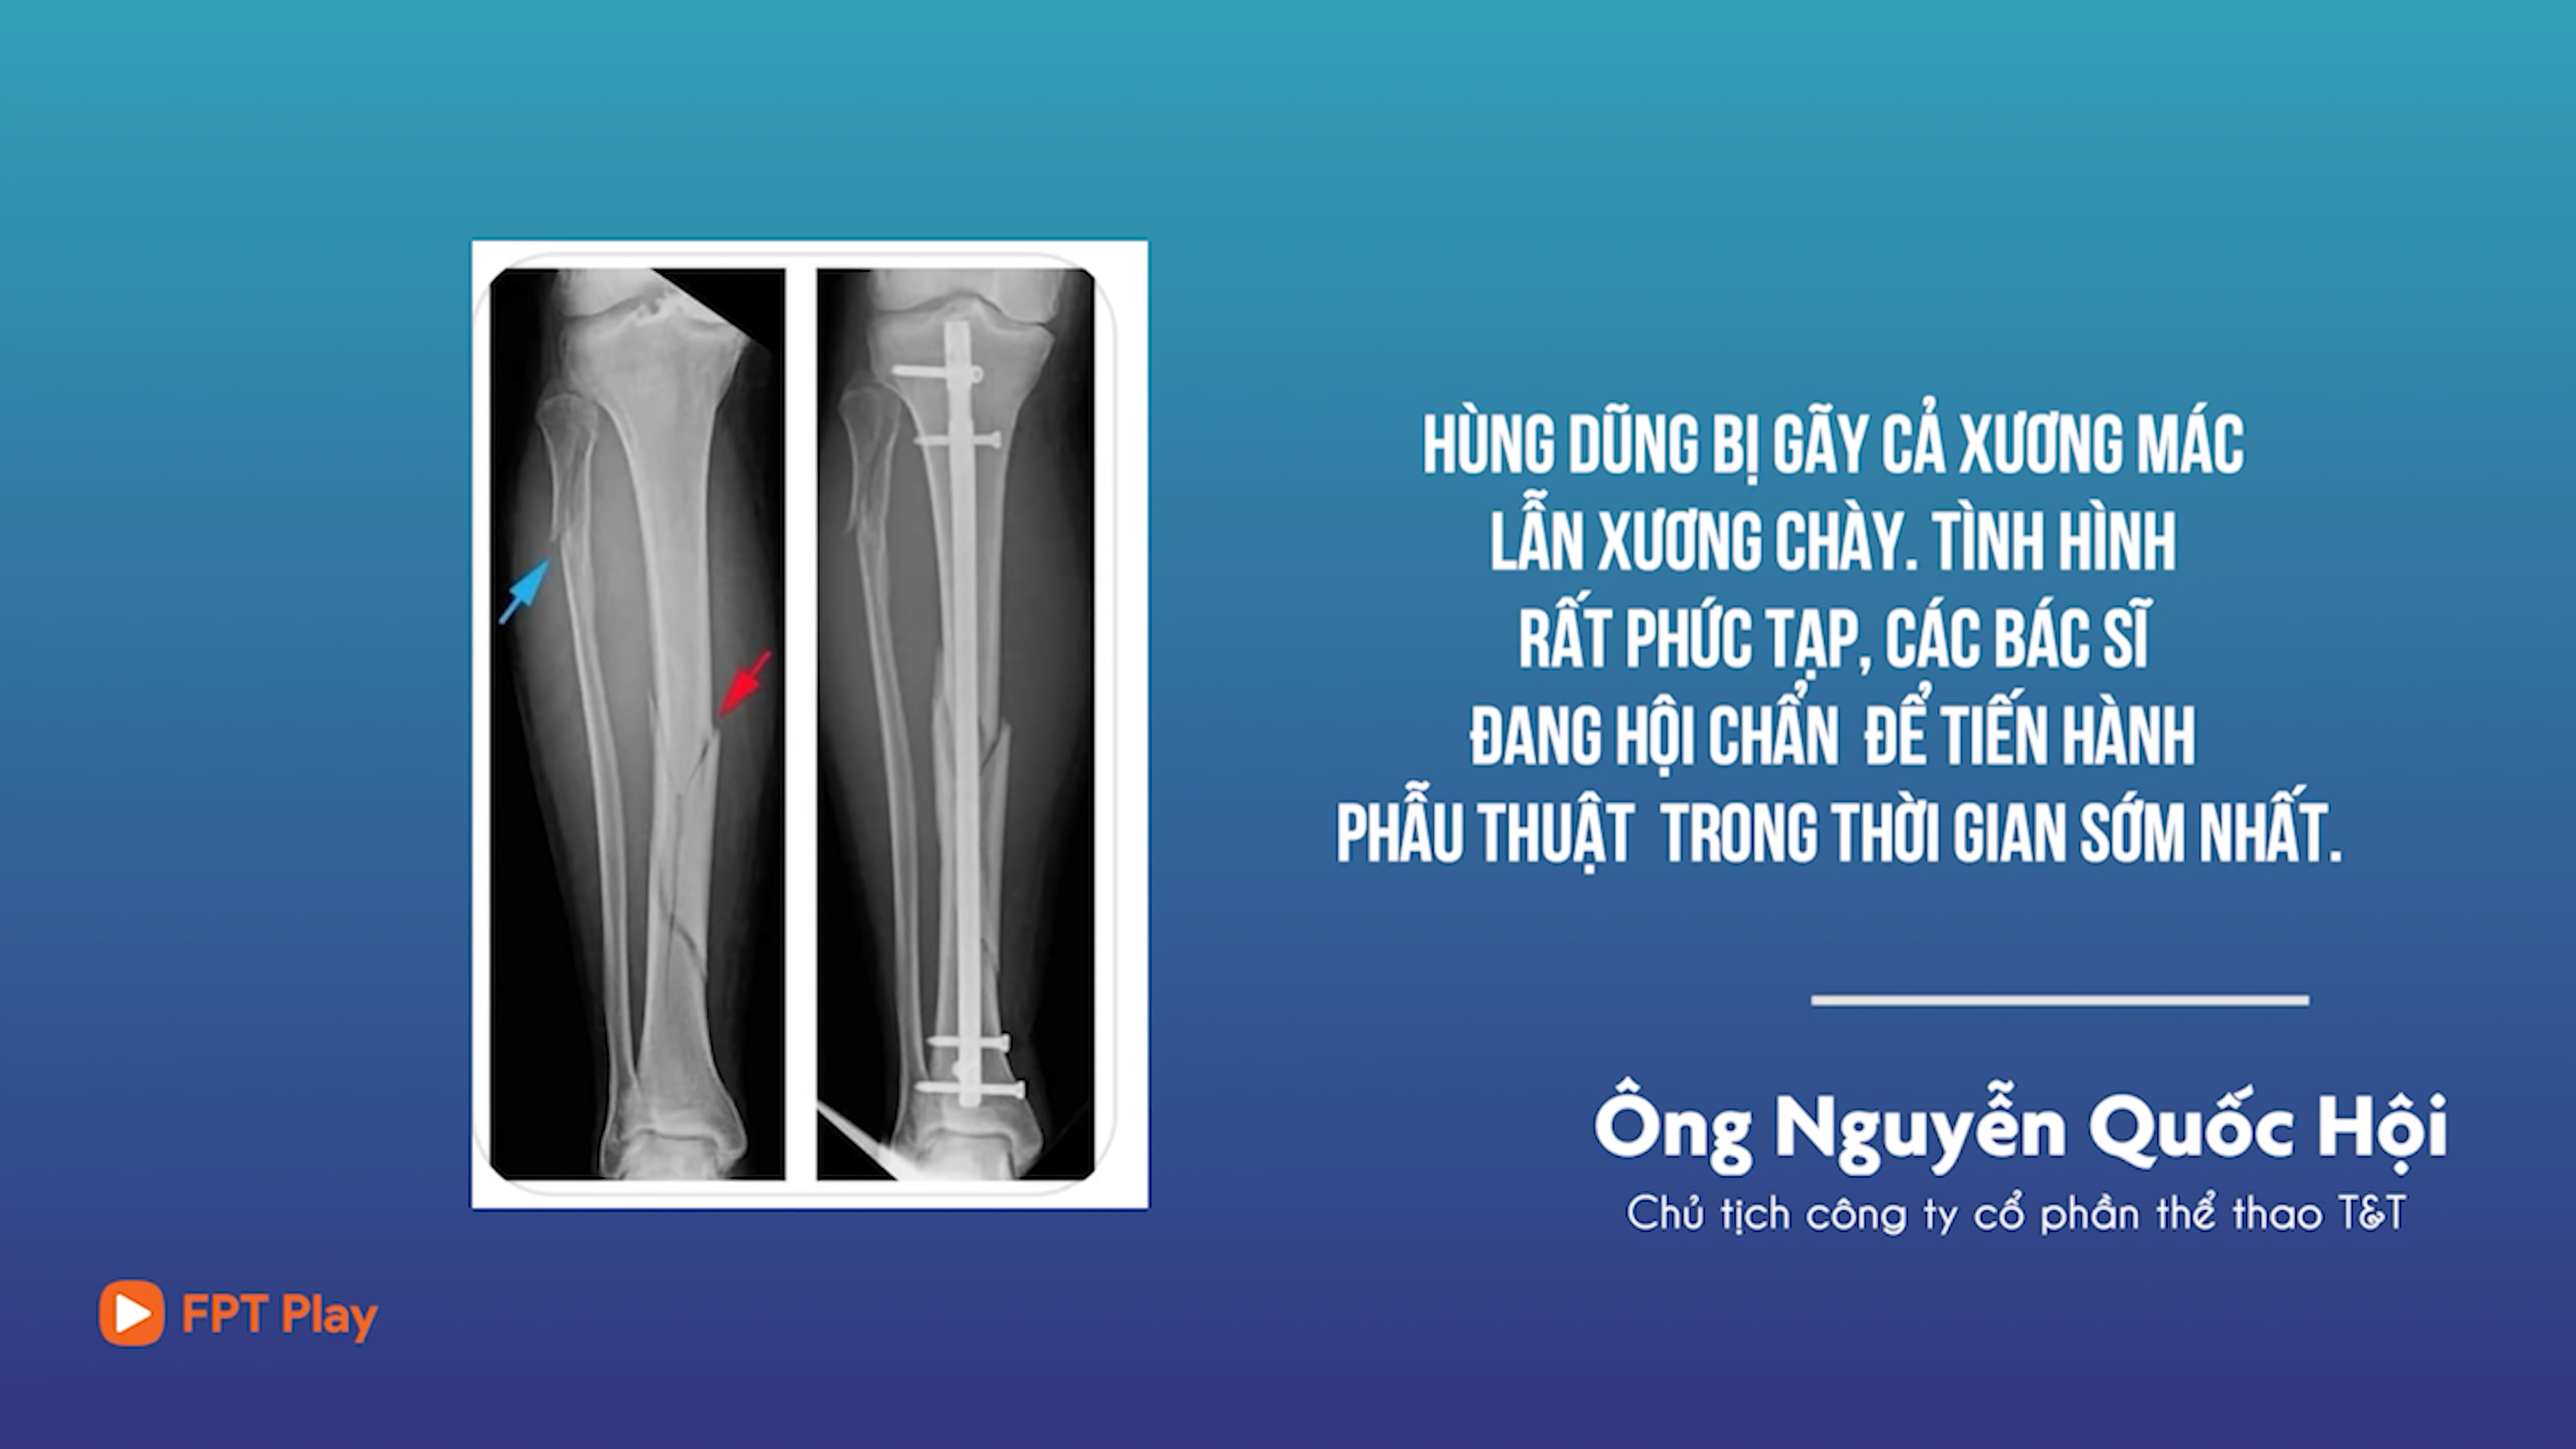 HÙNG DŨNG BỊ GÃY CẢ XƯƠNG MÁC
LẪN XƯƠNG CHÀY. TÌNH HÌNH
RẤT PHỨC TẠP, CÁC BÁC SĨ
ĐANG HỘI CHẨN ĐỂ TIẾN HÀNH
PHẪU THUẬT TRONG THỜI GIAN SỚM NHẤT.
Ông Nguyễn Quốc Hội
Chủ tịch công ty cổ phần thể thao T&T
FPT Play